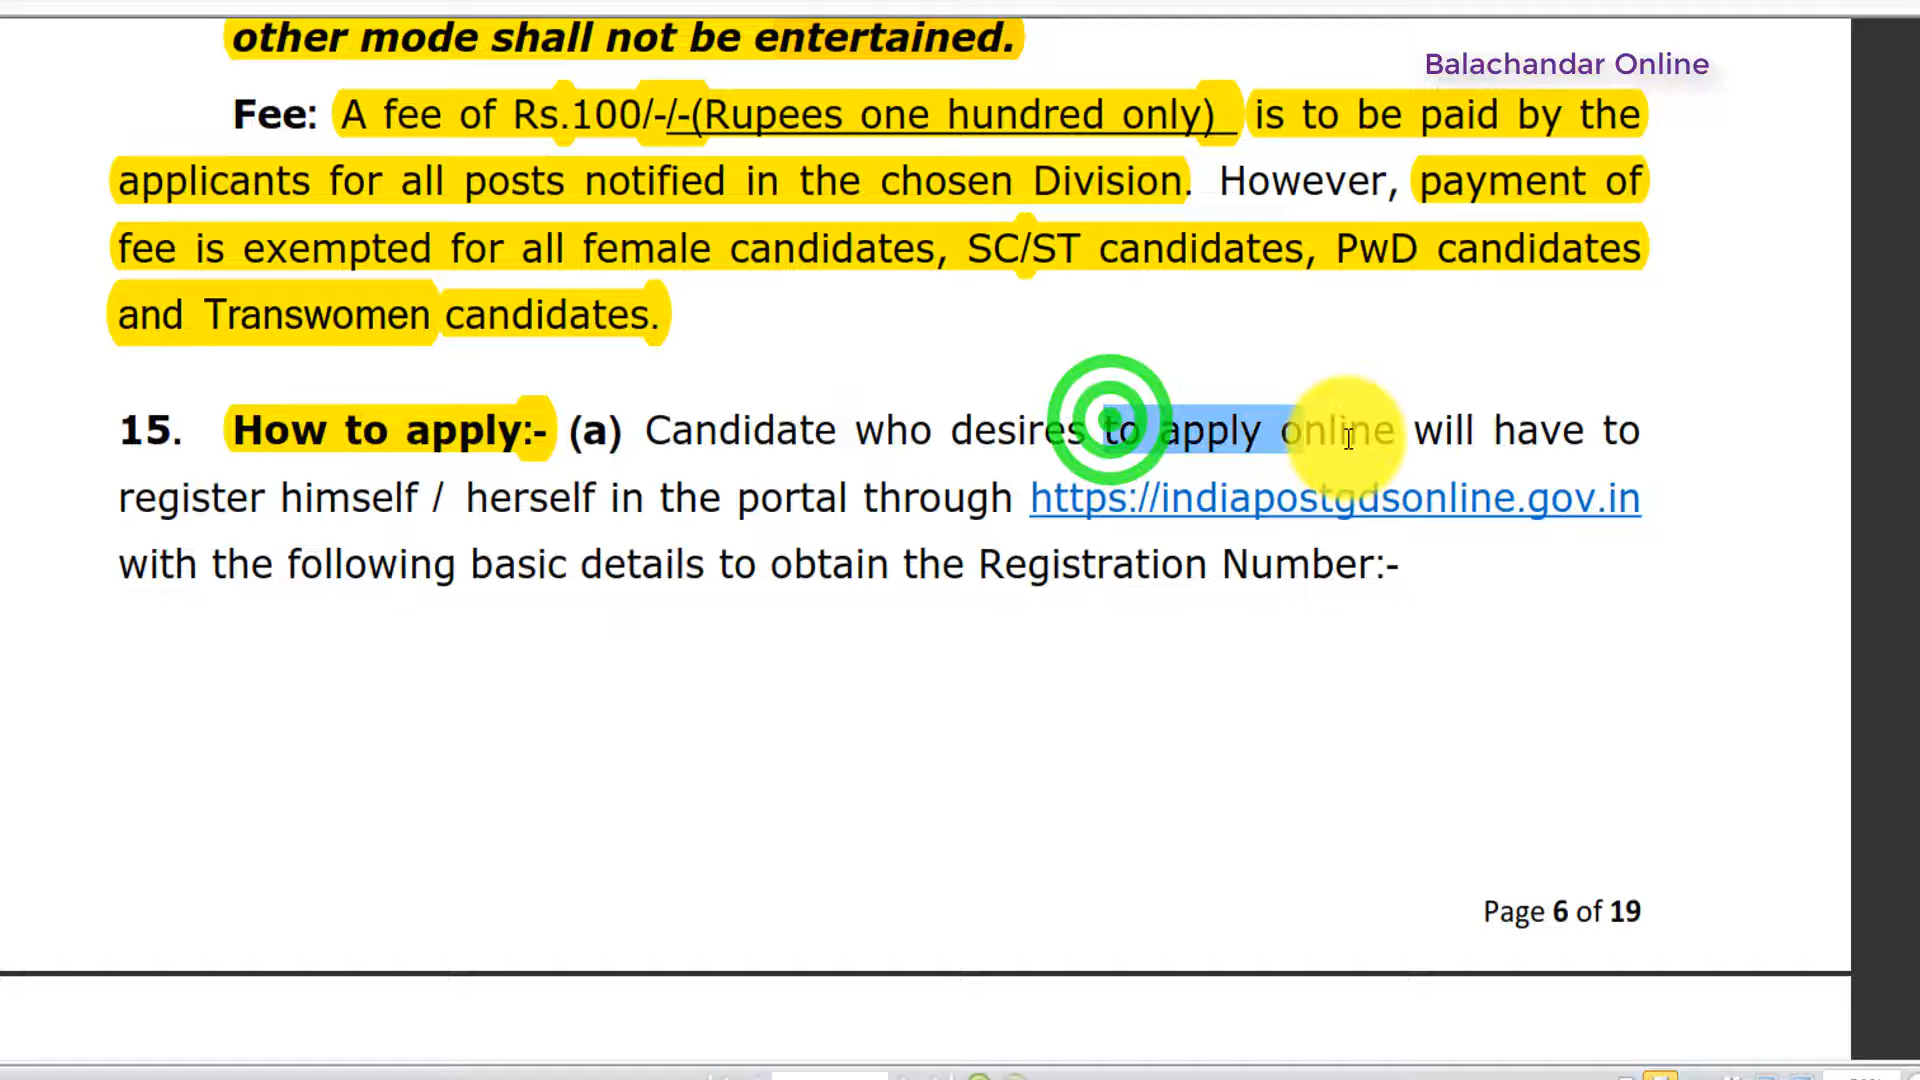 other mode shall not be entertained.
Balachandar Online
Fee: A fee of Rs.100/-/-(Rupees one hundred only) is to be paid by the
applicants for all posts notified in the chosen Division. However, payment of
fee is exempted for all female candidates, SC/ST candidates, PwD candidates
and Transwomen candidates.
15. How to apply:- (a) Candidate who desires to apply online will have to
register himself / herself in the portal through https://indiapostgdsonline.gov.in
with the following basic details to obtain the Registration Number:-
Page 6 of 19